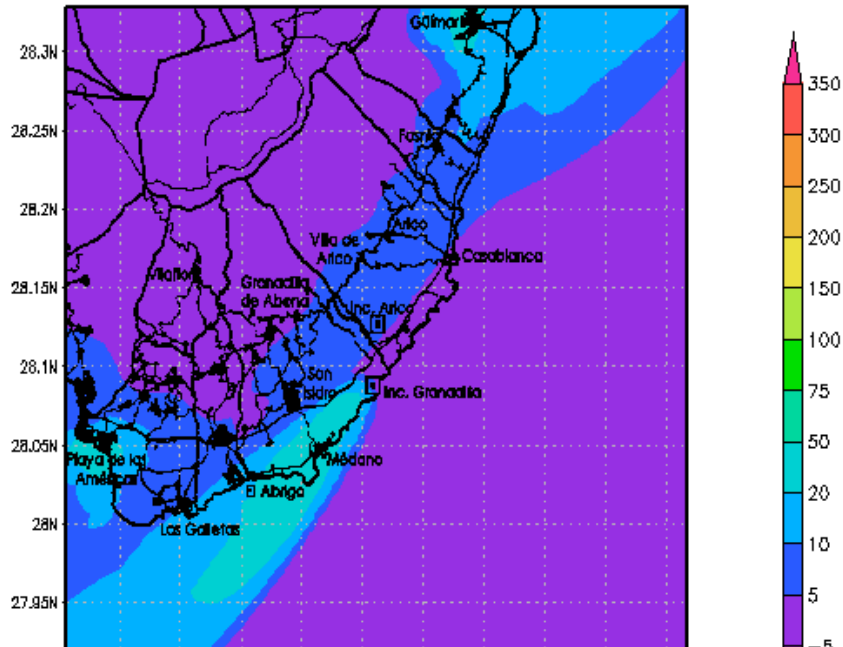 Güimar
28.3N
350
300
28.25N
Fasnia
250
28.2N
Arico
200
Villa de
Arico
Casablanca
28.15N
Vilaflor
Granadilla
de Abena
Inc. Arico
150
100
28.1N
San
Isidro
Inc. Granadilla
75
28.05N
50
Playa de las
Américas
Médano
20
Abrigo
28N
Las Galletas
10
27.95N
5
−5